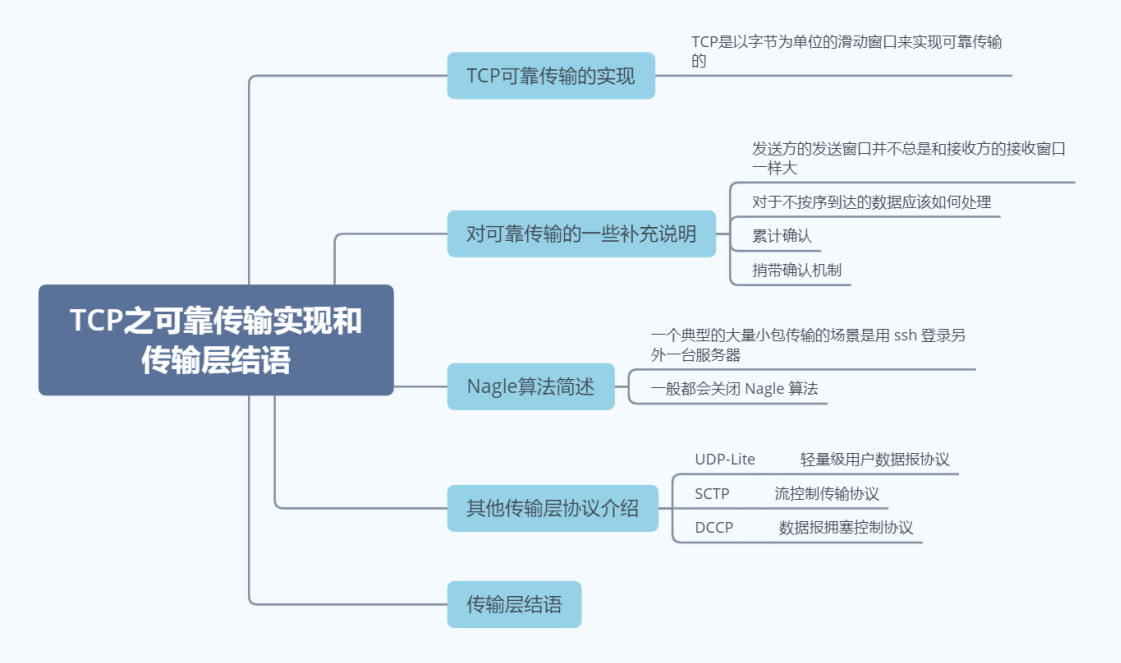 TCP之可靠传输实现和
传输层结语
TCP可靠传输的实现
TCP是以字节为单位的滑动窗口来实现可靠传输
的
对可靠传输的一些补充说明
发送方的发送窗口并不总是和接收方的接收窗口
一样大
对于不按序到达的数据应该如何处理
累计确认
捎带确认机制
Nagle算法简述
一个典型的大量小包传输的场景是用 ssh 登录另
外一台服务器
一般都会关闭 Nagle 算法
其他传输层协议介绍
UDP-Lite 轻量级用户数据报协议
SCTP 流控制传输协议
DCCP 数据报拥塞控制协议
传输层结语